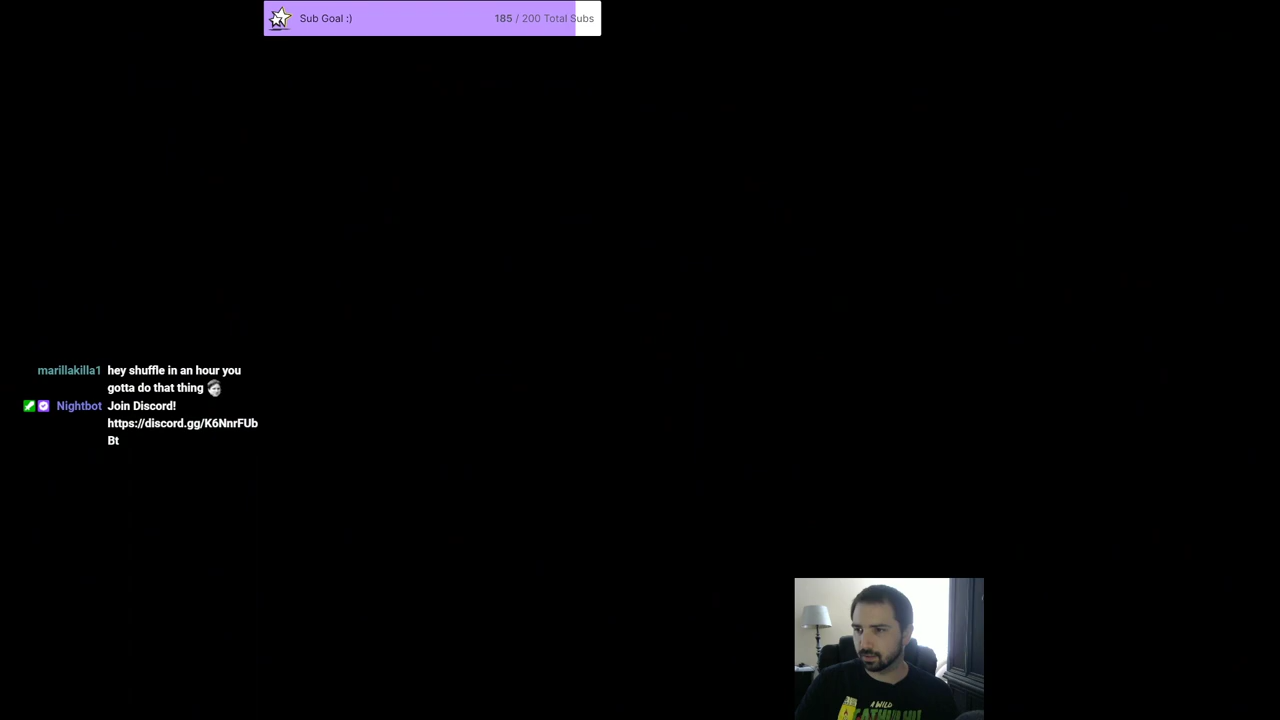 Sub Goal :)
185 / 200 Total Subs
marillakilla1 hey shuffle in an hour you
gotta do that thing
Nightbot Join Discord!
https://discord.gg/K6NnrFUb
Bt
A WILD